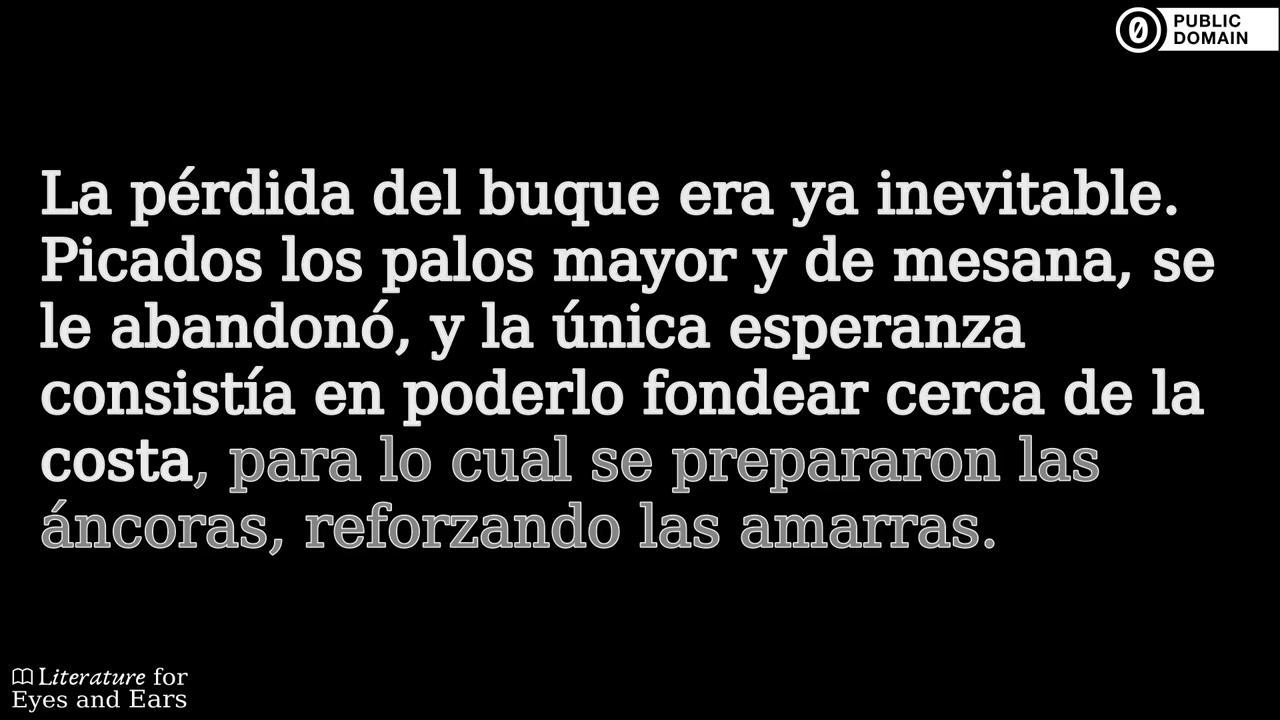 PUBLIC
DOMAIN
La pérdida del buque era ya inevitable.
Picados los palos mayor y de mesana, se
le abandonó, y la única esperanza
consistía en poderlo fondear cerca de la
costa, para lo cual se prepararon las
áncoras, reforzando las amarras.
Literature for
Eyes and Ears